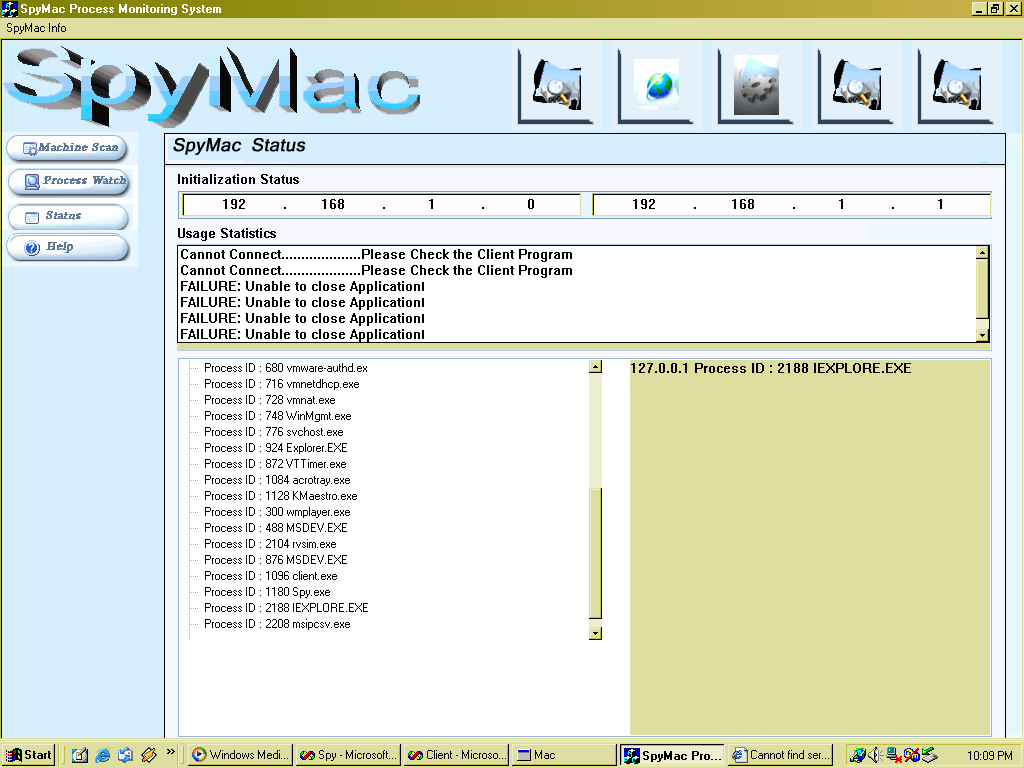 SpyMac Process Monitoring System
SpyMac Info
SpyMac
Machine Scan
Process Watch
Status
Help
SpyMac Status
Initialization Status
192 . 168 . 1 . 0
192 . 168 . 1 . 1
Usage Statistics
Cannot Connect...................Please Check the Client Program
Cannot Connect...................Please Check the Client Program
FAILURE: Unable to close Application!
FAILURE: Unable to close Application!
FAILURE: Unable to close Application!
FAILURE: Unable to close Application!
Process ID : 680 vmware-authd.ex
Process ID : 716 vmnetdhcp.exe
Process ID : 728 vmnat.exe
Process ID : 748 WinMgmt.exe
Process ID : 776 svchost.exe
Process ID : 924 Explorer.EXE
Process ID : 872 VTTimer.exe
Process ID : 1084 acrotray.exe
Process ID : 1128 KMaestro.exe
Process ID : 300 wmplayer.exe
Process ID : 488 MSDEV.EXE
Process ID : 2104 rvsim.exe
Process ID : 876 MSDEV.EXE
Process ID : 1096 client.exe
Process ID : 1180 Spy.exe
Process ID : 2188 IEXPLORE.EXE
Process ID : 2208 msipcsv.exe
127.0.0.1 Process ID : 2188 IEXPLORE.EXE
Start
»
Windows Medi...
Spy - Microsoft...
Client - Microso...
Mac
SpyMac Pro...
Cannot find ser...
10:09 PM